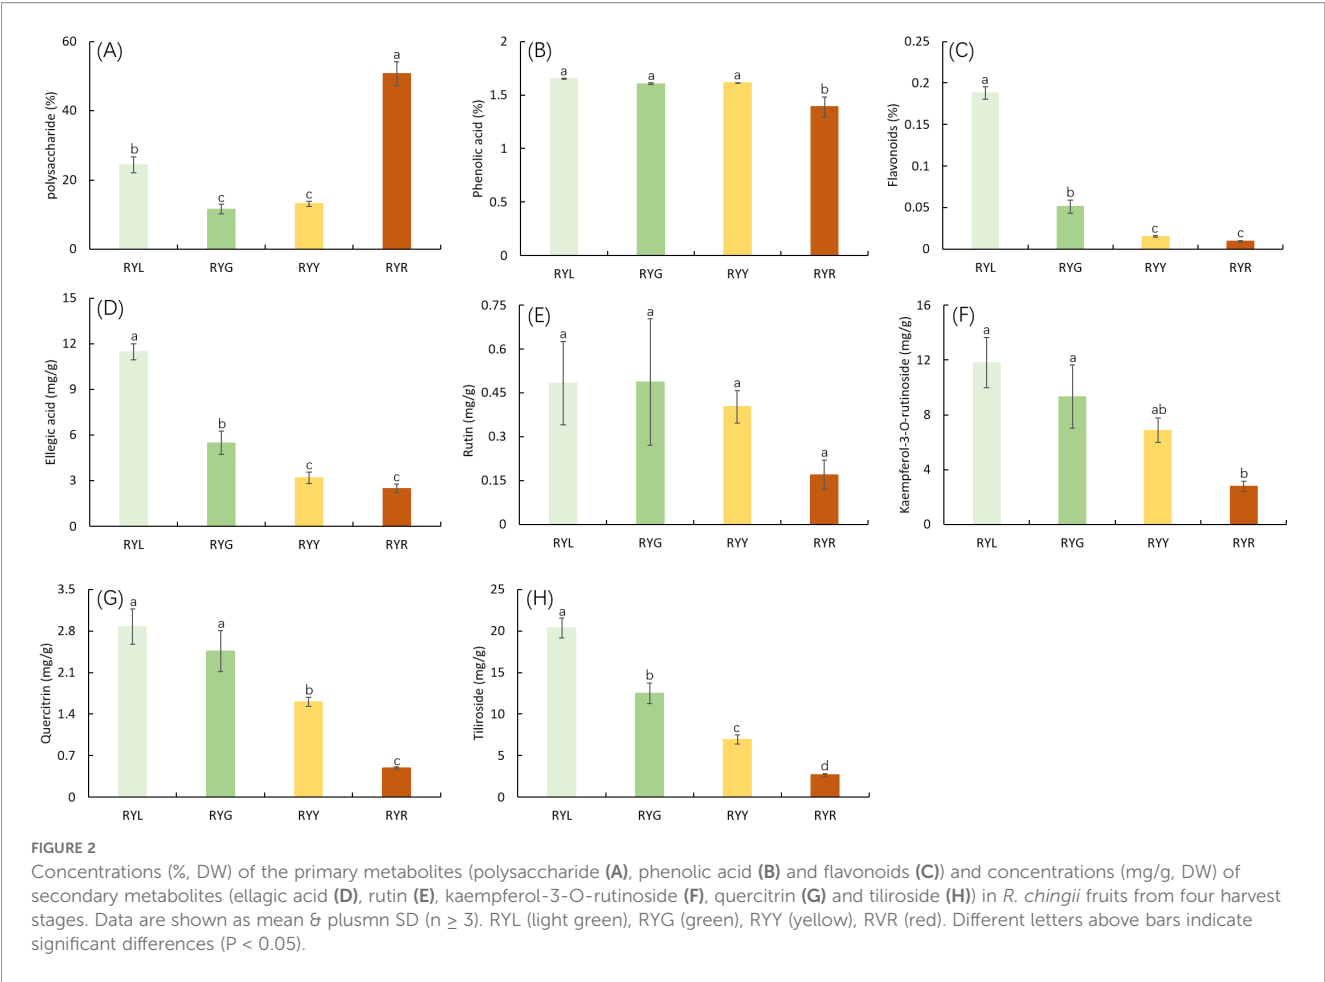 (A)
polysaccharide (%)
60
40
20
0
a
b
c
c
RYL RYG RYY RYR
(B)
Phenolic acid (%)
2
1.5
1
0.5
0
a
a
a
b
RYL RYG RYY RYR
(C)
Flavonoids (%)
0.25
0.2
0.15
0.1
0.05
0
a
b
c
c
RYL RYG RYY RYR
(D)
Ellegic acid (mg/g)
15
12
9
6
3
0
a
b
c
c
RYL RYG RYY RYR
(E)
Rutin (mg/g)
0.75
0.6
0.45
0.3
0.15
0
a
a
a
a
RYL RYG RYY RYR
(F)
Kaempferol-3-O-rutinoside (mg/g)
16
12
8
4
0
a
a
ab
b
RYL RYG RYY RYR
(G)
Quercitrin (mg/g)
3.5
2.8
2.1
1.4
0.7
0
a
a
b
c
RYL RYG RYY RYR
(H)
Tiliroside (mg/g)
25
20
15
10
5
0
a
b
c
d
RYL RYG RYY RYR
FIGURE 2
Concentrations (%, DW) of the primary metabolites (polysaccharide (A), phenolic acid (B) and flavonoids (C)) and concentrations (mg/g, DW) of
secondary metabolites (ellagic acid (D), rutin (E), kaempferol-3-O-rutinoside (F), quercitrin (G) and tiliroside (H)) in R. chingii fruits from four harvest
stages. Data are shown as mean & plusmn SD (n ≥ 3). RYL (light green), RYG (green), RYY (yellow), RVR (red). Different letters above bars indicate
significant differences (P < 0.05).